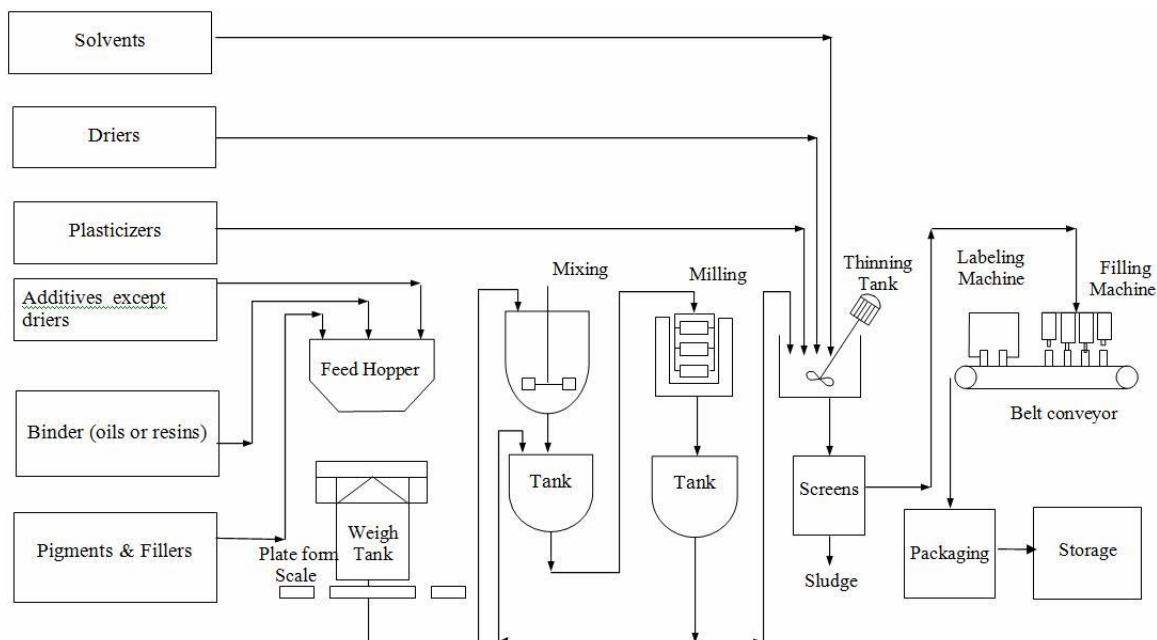 Solvents
Driers
Plasticizers
Additives except
driers
Binder (oils or resins)
Pigments & Fillers
Feed Hopper
Weigh
Tank
Plate form
Scale
Mixing
Tank
Milling
Tank
Thinning
Tank
Screens
Sludge
Labeling
Machine
Filling
Machine
Belt conveyor
Packaging
Storage